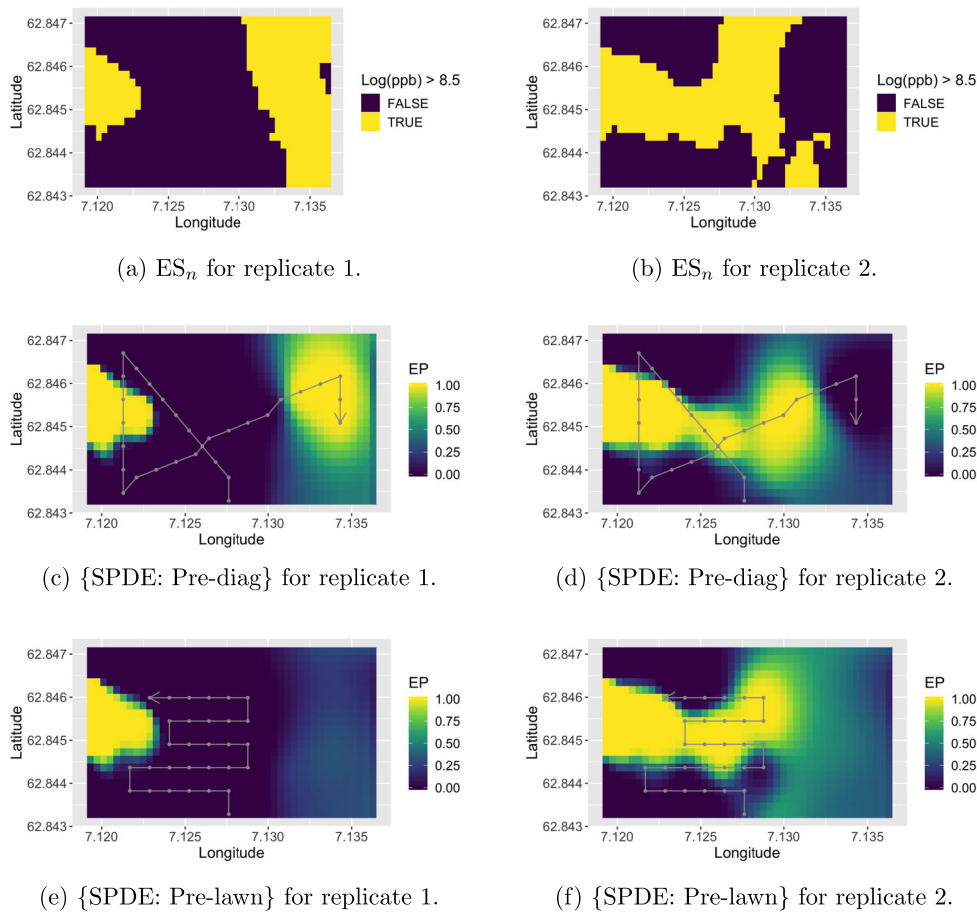 62.847
62.846
62.845
62.844
62.843
Latitude
7.120 7.125 7.130 7.135
Longitude
Log(ppb) > 8.5
FALSE
TRUE
62.847
62.846
62.845
62.844
62.843
Latitude
7.120 7.125 7.130 7.135
Longitude
Log(ppb) > 8.5
FALSE
TRUE
(a) ESn for replicate 1.
(b) ESn for replicate 2.
62.847
62.846
62.845
62.844
62.843
Latitude
7.120 7.125 7.130 7.135
Longitude
EP
1.00
0.75
0.50
0.25
0.00
62.847
62.846
62.845
62.844
62.843
Latitude
7.120 7.125 7.130 7.135
Longitude
EP
1.00
0.75
0.50
0.25
0.00
(c) {SPDE: Pre-diag} for replicate 1.
(d) {SPDE: Pre-diag} for replicate 2.
62.847
62.846
62.845
62.844
62.843
Latitude
7.120 7.125 7.130 7.135
Longitude
EP
1.00
0.75
0.50
0.25
0.00
62.847
62.846
62.845
62.844
62.843
Latitude
7.120 7.125 7.130 7.135
Longitude
EP
1.00
0.75
0.50
0.25
0.00
(e) {SPDE: Pre-lawn} for replicate 1.
(f) {SPDE: Pre-lawn} for replicate 2.